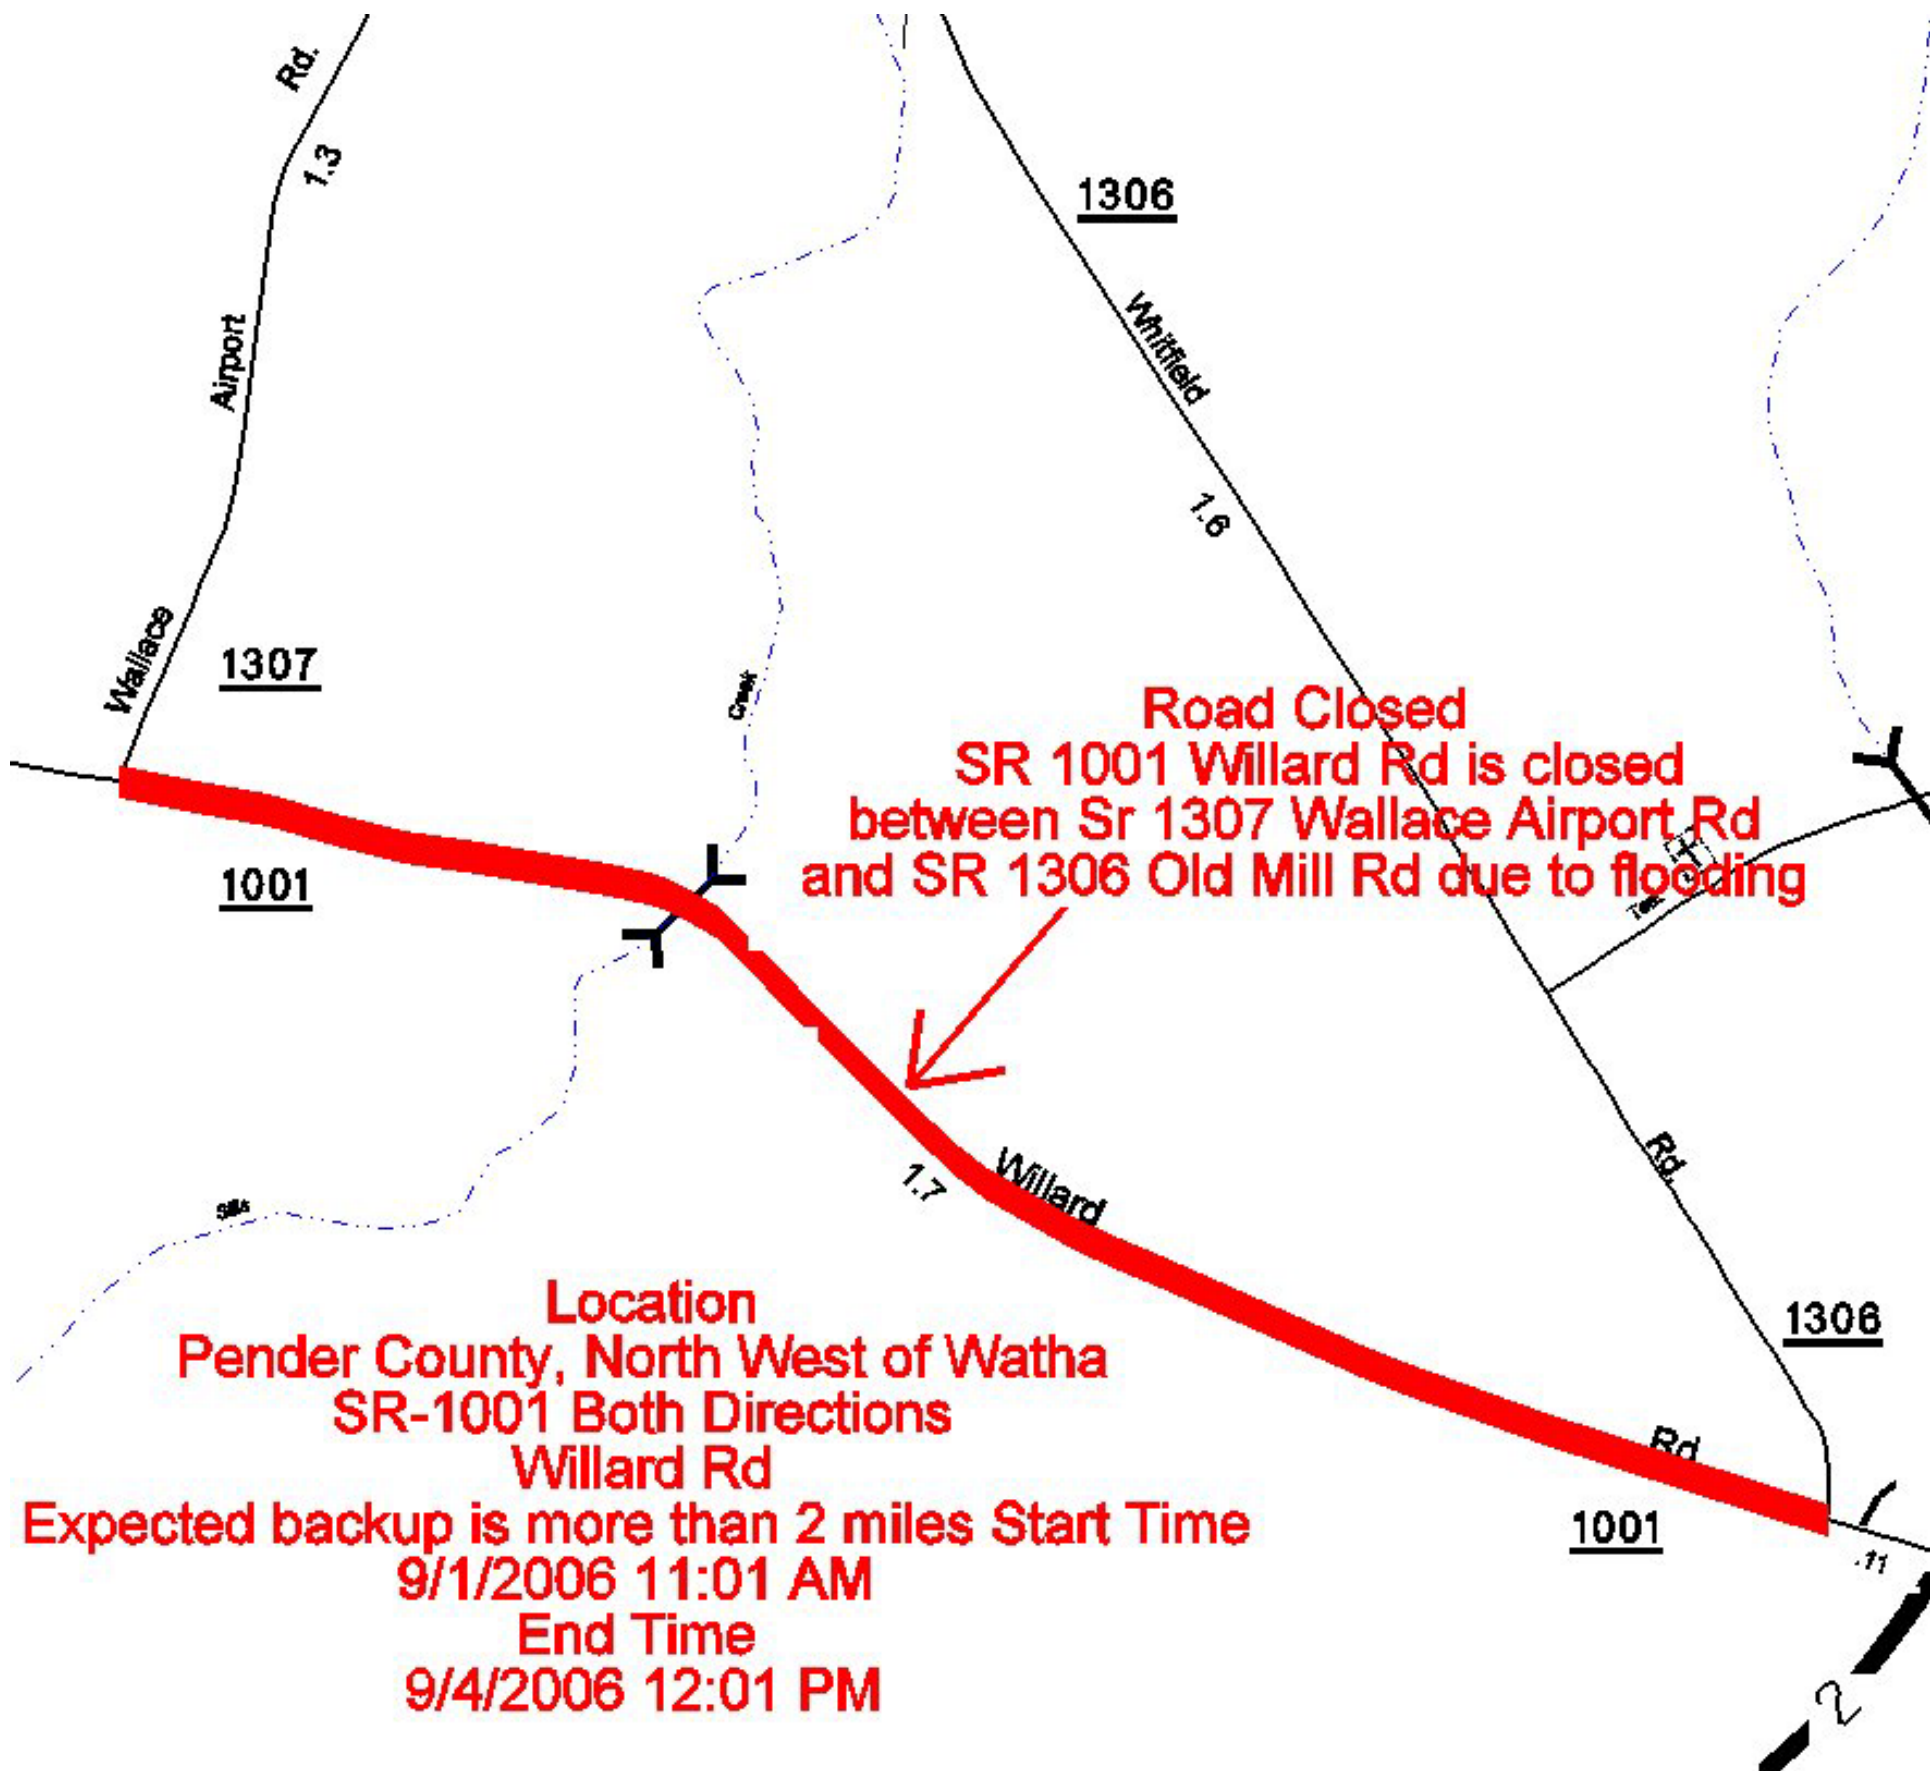 Rd.
1.3
1306
Airport
Whitfield
1.6
Wallace
1307
Creek
Road Closed
SR 1001 Willard Rd is closed
between Sr 1307 Wallace Airport Rd
and SR 1306 Old Mill Rd due to flooding
1001
Rd.
1.7
Willard
Location
Pender County, North West of Watha
SR-1001 Both Directions
Willard Rd
Expected backup is more than 2 miles Start Time
9/1/2006 11:01 AM
End Time
9/4/2006 12:01 PM
1306
Rd.
1001
.11
2